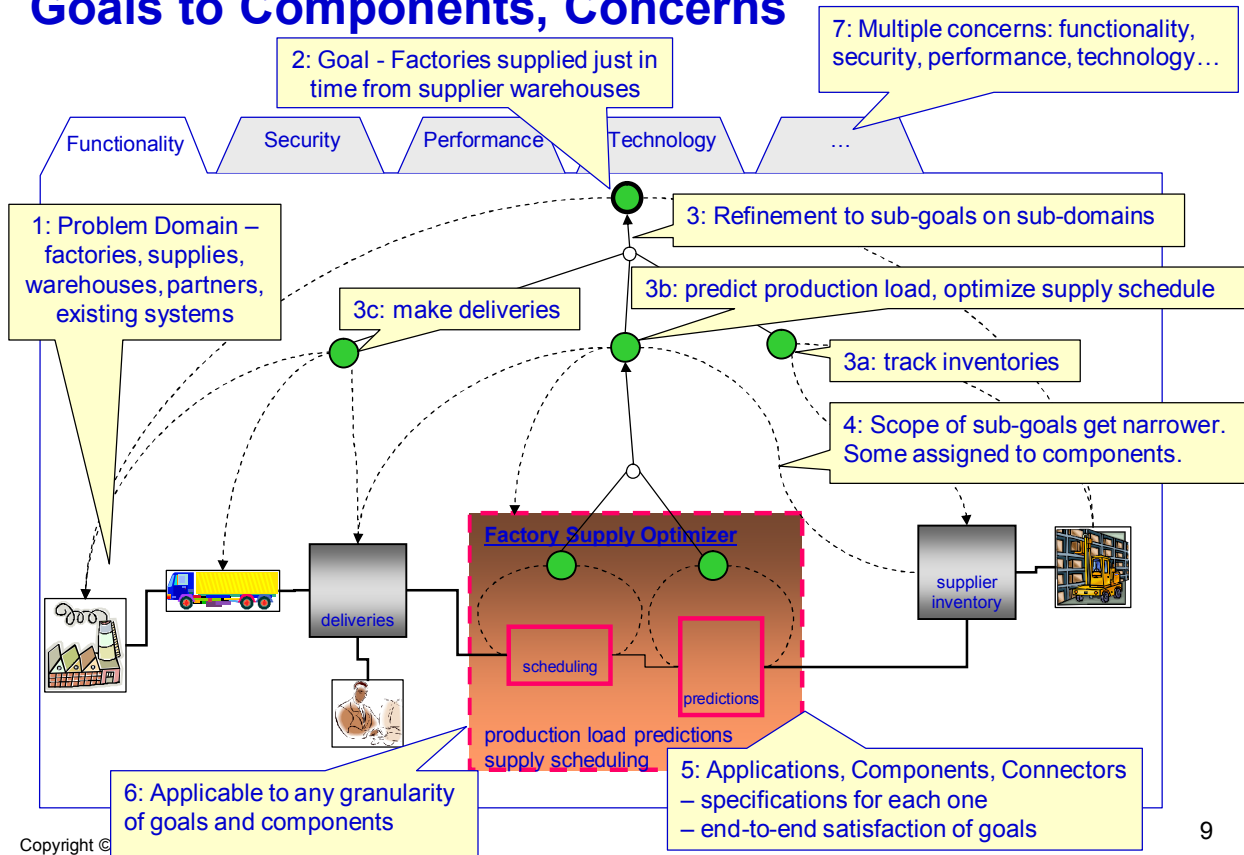 Goals to Components, Concerns
7: Multiple concerns: functionality,
security, performance, technology…
2: Goal - Factories supplied just in
time from supplier warehouses
Functionality
Security
Performance
Technology
…
1: Problem Domain –
factories, supplies,
warehouses, partners,
existing systems
3: Refinement to sub-goals on sub-domains
3b: predict production load, optimize supply schedule
3c: make deliveries
3a: track inventories
4: Scope of sub-goals get narrower.
Some assigned to components.
Factory Supply Optimizer
deliveries
scheduling
predictions
supplier
inventory
production load predictions
supply scheduling
6: Applicable to any granularity
of goals and components
5: Applications, Components, Connectors
– specifications for each one
– end-to-end satisfaction of goals
Copyright ©
9